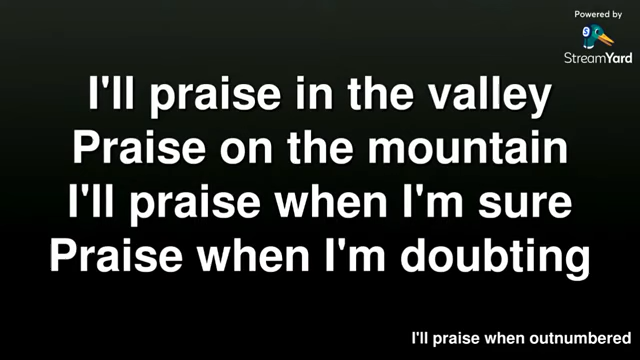 Powered by
StreamYard
I'll praise in the valley
Praise on the mountain
I'll praise when I'm sure
Praise when I'm doubting
I'll praise when outnumbered